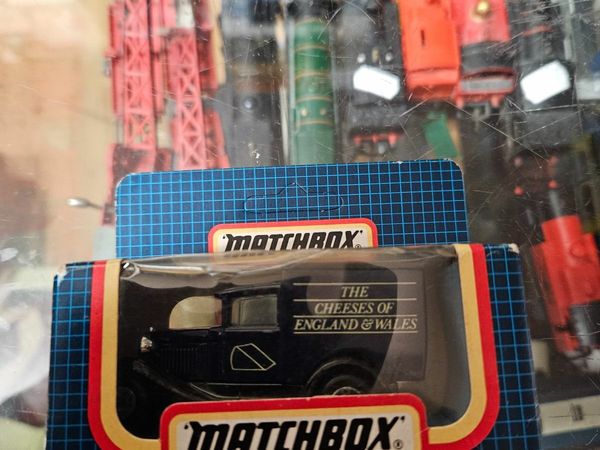 "MATCHBOX"®
THE
CHEESES OF
ENGLAND & WALES
"MATCHBOX"®